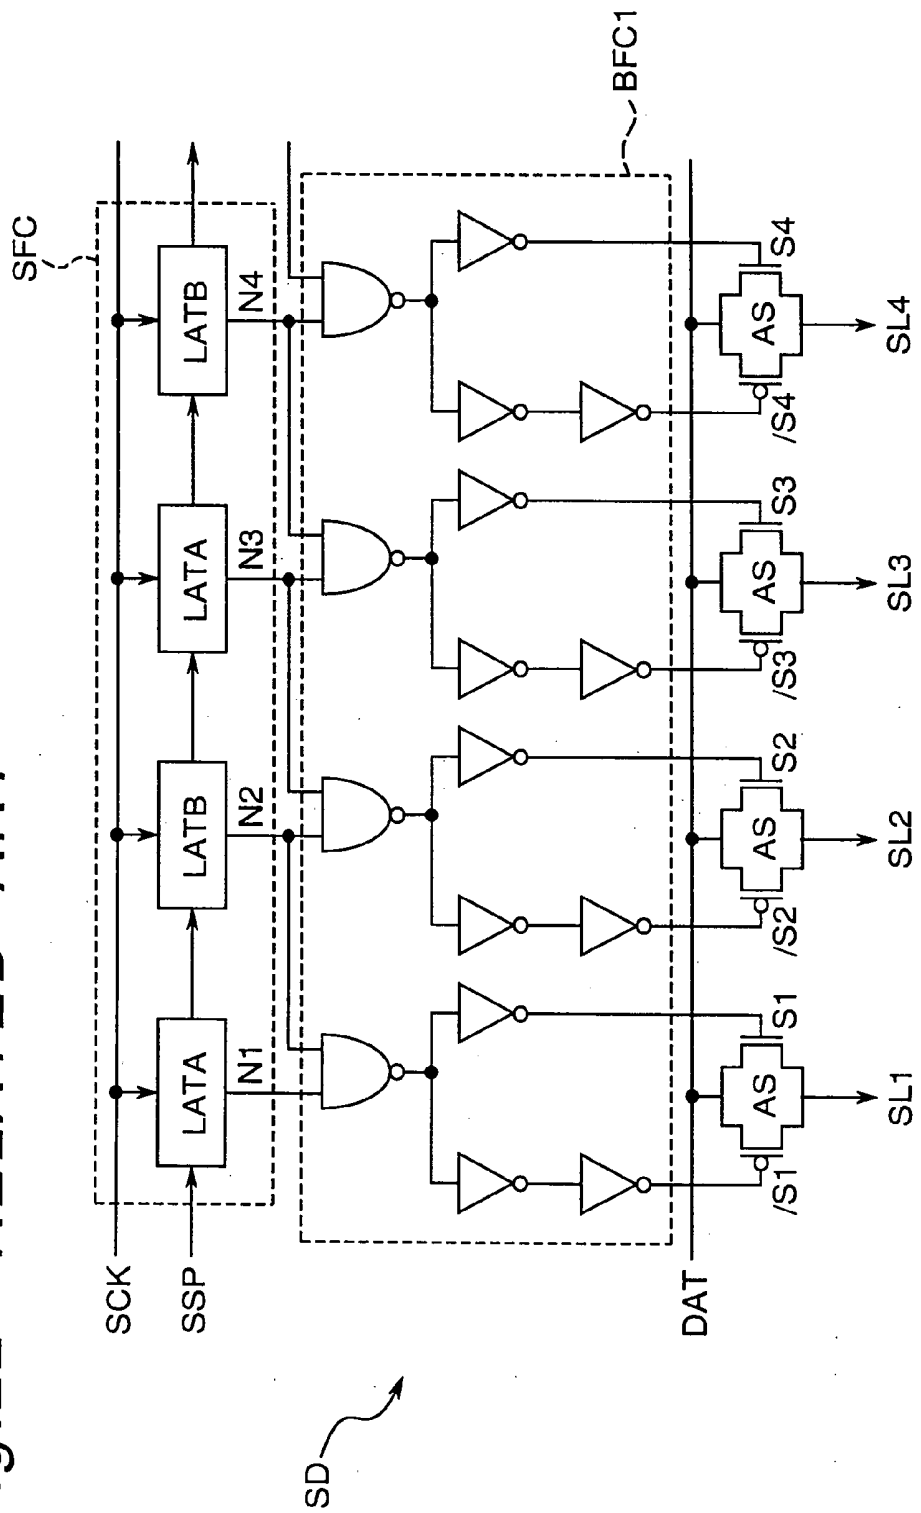 SFC
SCK
SSP
LATA
LATB
LATA
LATB
N1
N2
N3
N4
BFC1
SD
DAT
/S1
AS
S1
/S2
AS
S2
/S3
AS
S3
/S4
AS
S4
SL1
SL2
SL3
SL4